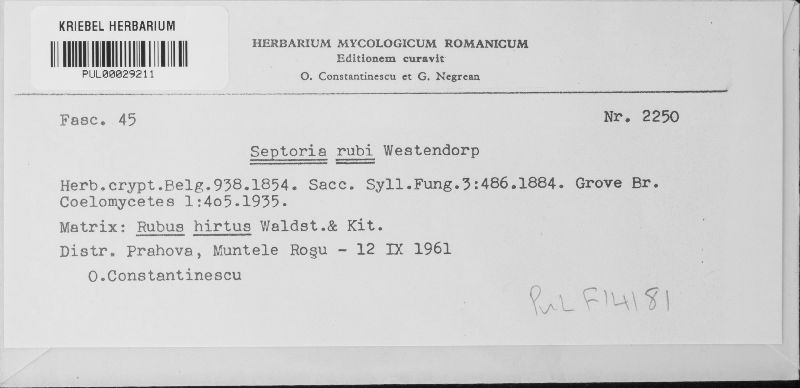 KRIEBEL HERBARIUM
PUL00029211
HERBARIUM MYCOLOGICUM ROMANICUM
Editionem curavit
O. Constantinescu et G. Negrean
Fasc. 45
Nr. 2250
Septoria rubi Westendorp
Herb.crypt.Belg.938.1854. Sacc. Syll.Fung.3:486.1884. Grove Br.
Coelomycetes 1:4o5.1935.
Matrix: Rubus hirtus Waldst.& Kit.
Distr. Prahova, Muntele Roşu - 12 IX 1961
O.Constantinescu
PuL F14181